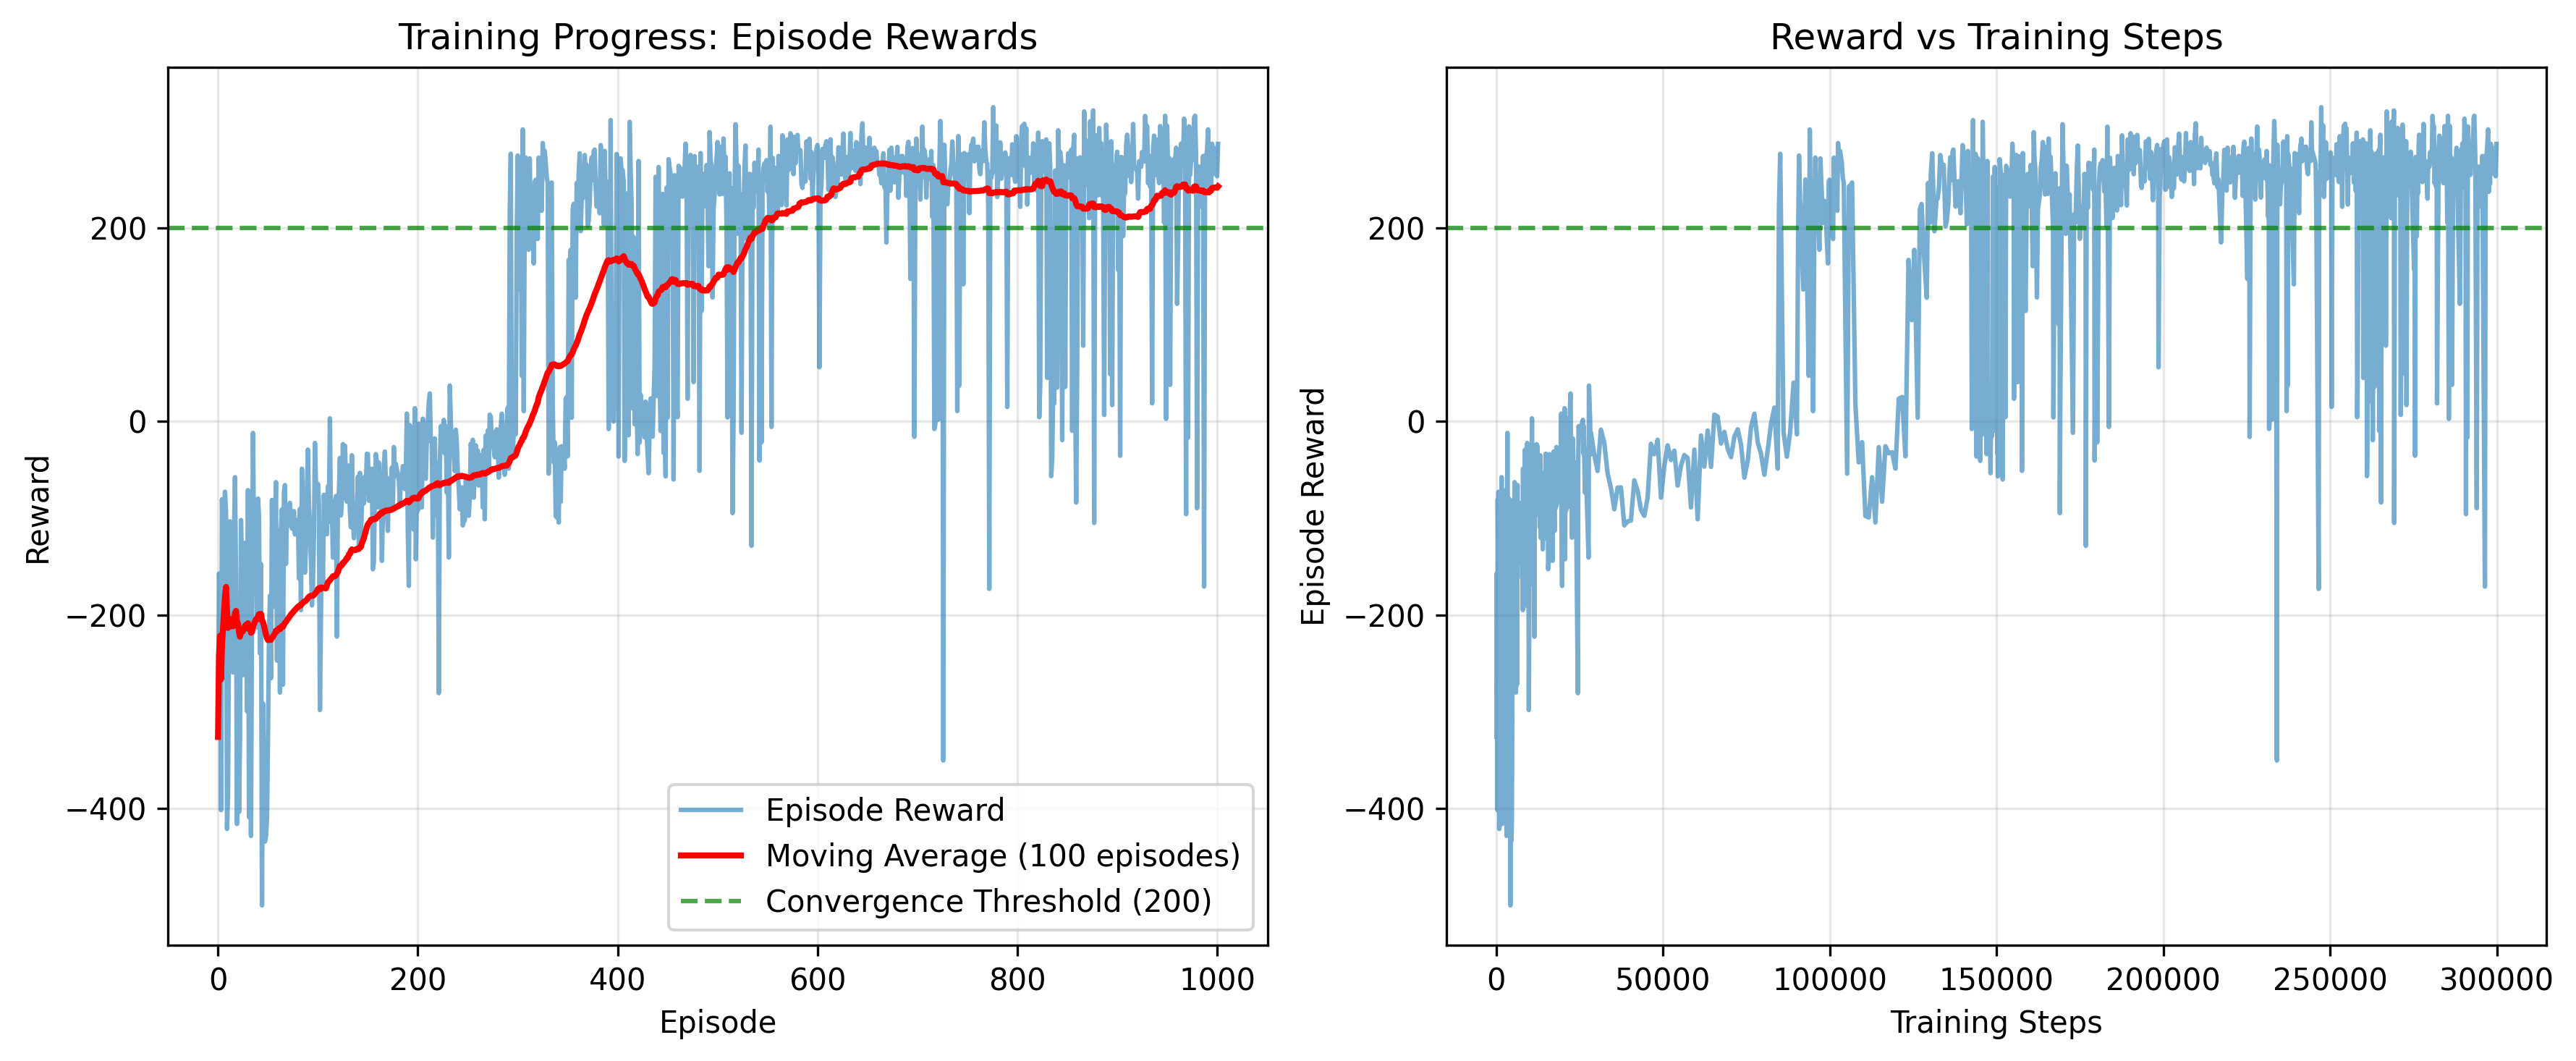 Training Progress: Episode Rewards
Reward
200
0
−200
−400
0
200
400
600
800
1000
Episode
Episode Reward
Moving Average (100 episodes)
Convergence Threshold (200)
Reward vs Training Steps
Episode Reward
200
0
−200
−400
0
50000
100000
150000
200000
250000
300000
Training Steps